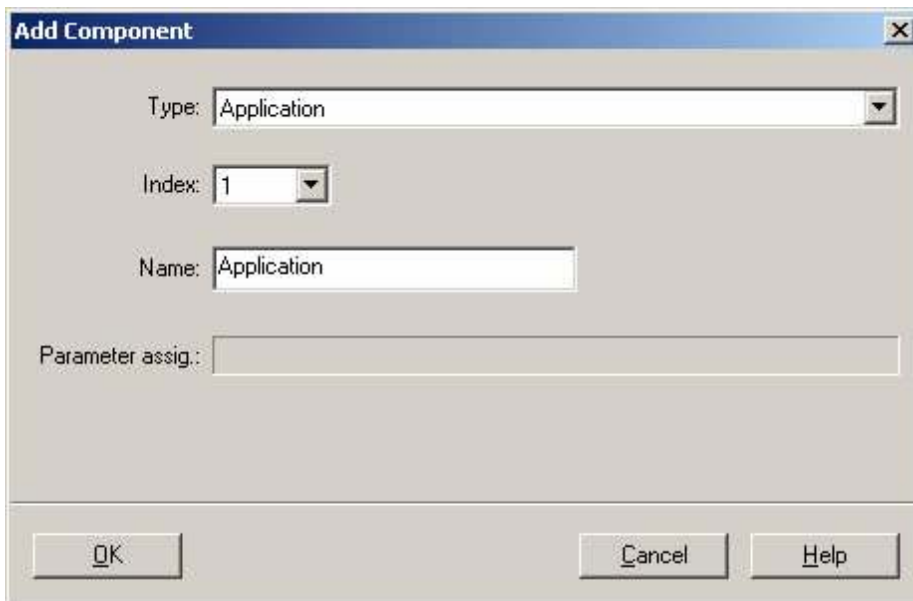 Add Component
Type: Application
Index: 1
Name: Application
Parameter assig.:
OK Cancel Help